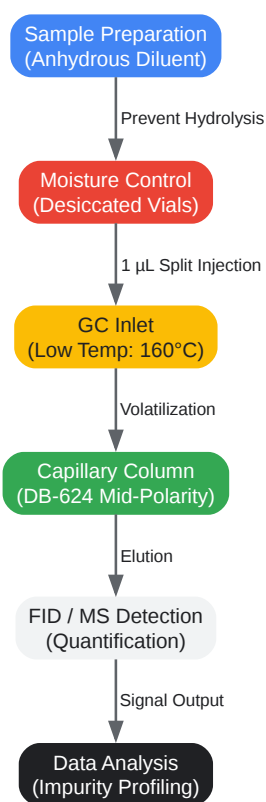 Sample Preparation
(Anhydrous Diluent)
Prevent Hydrolysis
Moisture Control
(Desiccated Vials)
1 µL Split Injection
GC Inlet
(Low Temp: 160°C)
Volatilization
Capillary Column
(DB-624 Mid-Polarity)
Elution
FID / MS Detection
(Quantification)
Signal Output
Data Analysis
(Impurity Profiling)